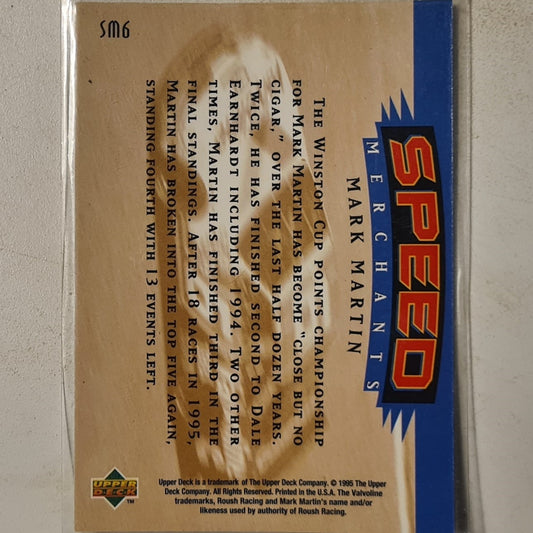 SM6
SPEED
MERCHANTS
MARK MARTIN
THE WINSTON CUP POINTS CHAMPIONSHIP
FOR MARK MARTIN HAS BECOME "CLOSE BUT NO
CIGAR," OVER THE LAST HALF DOZEN YEARS.
TWICE, HE HAS FINISHED SECOND TO DALE
EARNHARDT INCLUDING 1994. TWO OTHER
TIMES, MARTIN HAS FINISHED THIRD IN THE
FINAL STANDINGS. AFTER 18 RACES IN 1995,
MARTIN HAS BROKEN INTO THE TOP FIVE AGAIN,
STANDING FOURTH WITH 13 EVENTS LEFT.
UPPER
DECK
TM
Upper Deck is a trademark of The Upper Deck Company. © 1995 The Upper
Deck Company. All Rights Reserved. Printed in the U.S.A. The Valvoline
trademarks, Roush Racing and Mark Martin's name and/or
likeness used by authority of Roush Racing.